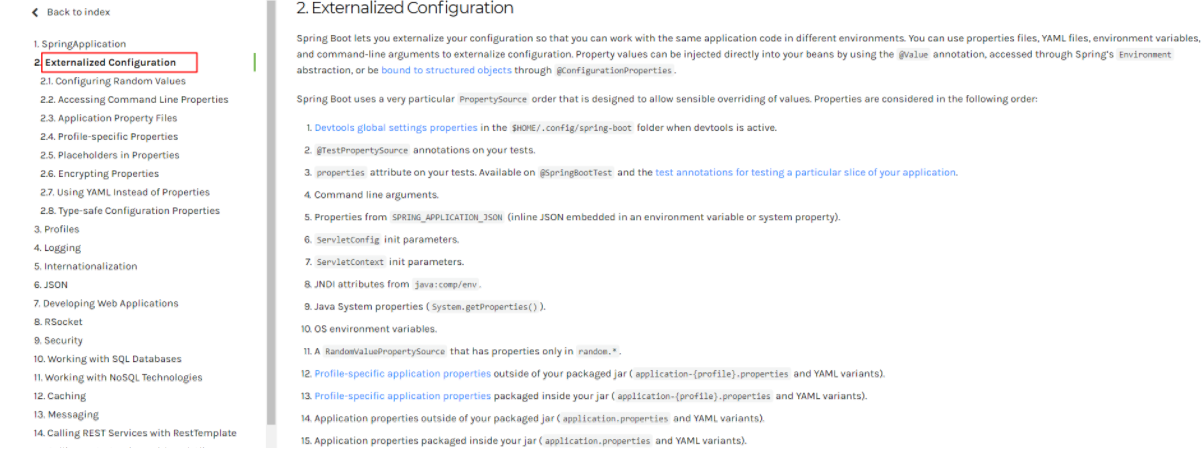 Back to index
1. SpringApplication
2. Externalized Configuration
2.1. Configuring Random Values
2.2. Accessing Command Line Properties
2.3. Application Property Files
2.4. Profile-specific Properties
2.5. Placeholders in Properties
2.6. Encrypting Properties
2.7. Using YAML Instead of Properties
2.8. Type-safe Configuration Properties
3. Profiles
4. Logging
5. Internationalization
6. JSON
7. Developing Web Applications
8. RSocket
9. Security
10. Working with SQL Databases
11. Working with NoSQL Technologies
12. Caching
13. Messaging
14. Calling REST Services with RestTemplate
2. Externalized Configuration
Spring Boot lets you externalize your configuration so that you can work with the same application code in different environments. You can use properties files, YAML files, environment variables,
and command-line arguments to externalize configuration. Property values can be injected directly into your beans by using the @Value annotation, accessed through Spring's Environment
abstraction, or be bound to structured objects through @ConfigurationProperties.
Spring Boot uses a very particular PropertySource order that is designed to allow sensible overriding of values. Properties are considered in the following order:
1. Devtools global settings properties in the $HOME/.config/spring-boot folder when devtools is active.
2. @TestPropertySource annotations on your tests.
3. properties attribute on your tests. Available on @SpringBootTest and the test annotations for testing a particular slice of your application.
4. Command line arguments.
5. Properties from SPRING_APPLICATION_JSON (inline JSON embedded in an environment variable or system property).
6. ServletConfig init parameters.
7. ServletContext init parameters.
8. JNDI attributes from java:comp/env.
9. Java System properties (System.getProperties()).
10. OS environment variables.
11. A RandomValuePropertySource that has properties only in random.*.
12. Profile-specific application properties outside of your packaged jar (application-{profile}.properties and YAML variants).
13. Profile-specific application properties packaged inside your jar (application-{profile}.properties and YAML variants).
14. Application properties outside of your packaged jar (application.properties and YAML variants).
15. Application properties packaged inside your jar (application.properties and YAML variants).